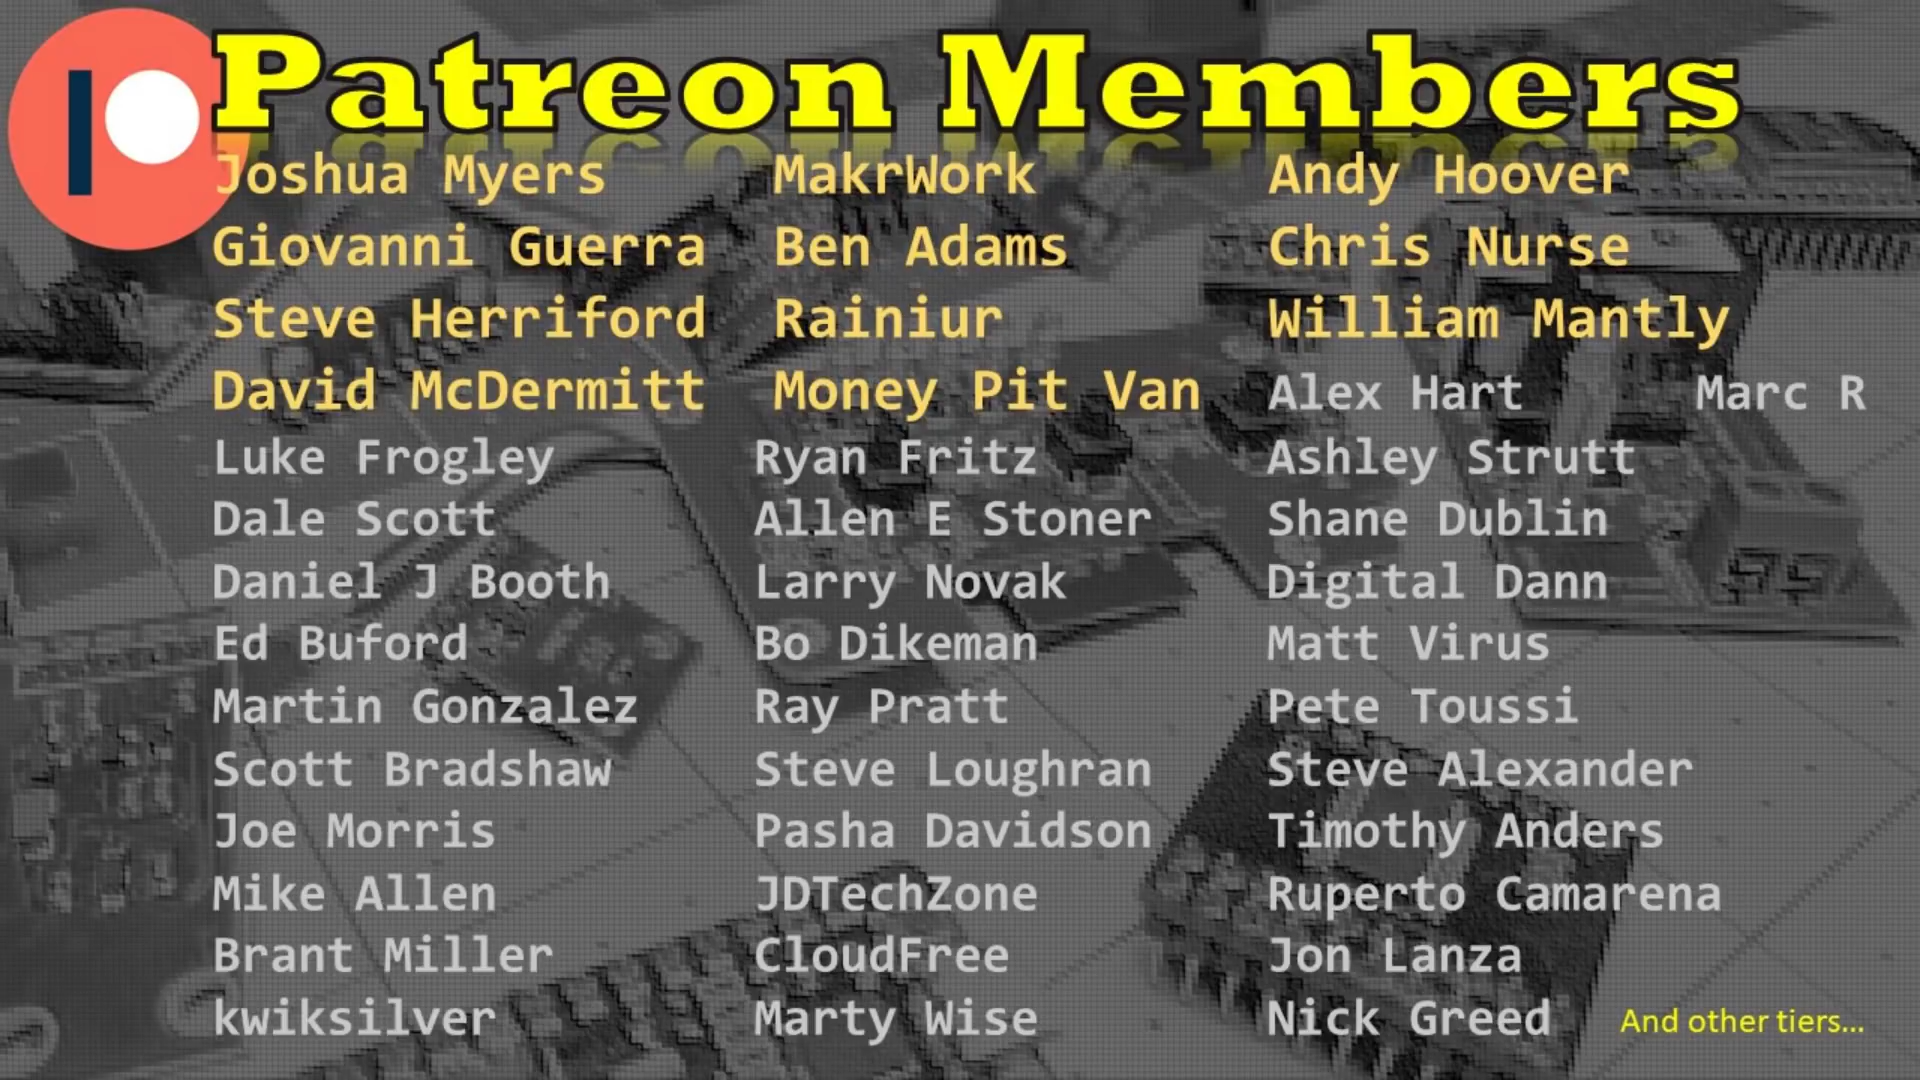 Patreon Members
Joshua Myers MakrWork Andy Hoover
Giovanni Guerra Ben Adams Chris Nurse
Steve Herriford Rainiur William Mantly
David McDermitt Money Pit Van Alex Hart Marc R
Luke Frogley Ryan Fritz Ashley Strutt
Dale Scott Allen E Stoner Shane Dublin
Daniel J Booth Larry Novak Digital Dann
Ed Buford Bo Dikeman Matt Virus
Martin Gonzalez Ray Pratt Pete Toussi
Scott Bradshaw Steve Loughran Steve Alexander
Joe Morris Pasha Davidson Timothy Anders
Mike Allen JDTechZone Ruperto Camarena
Brant Miller CloudFree Jon Lanza
kwiksilver Marty Wise Nick Greed And other tiers...